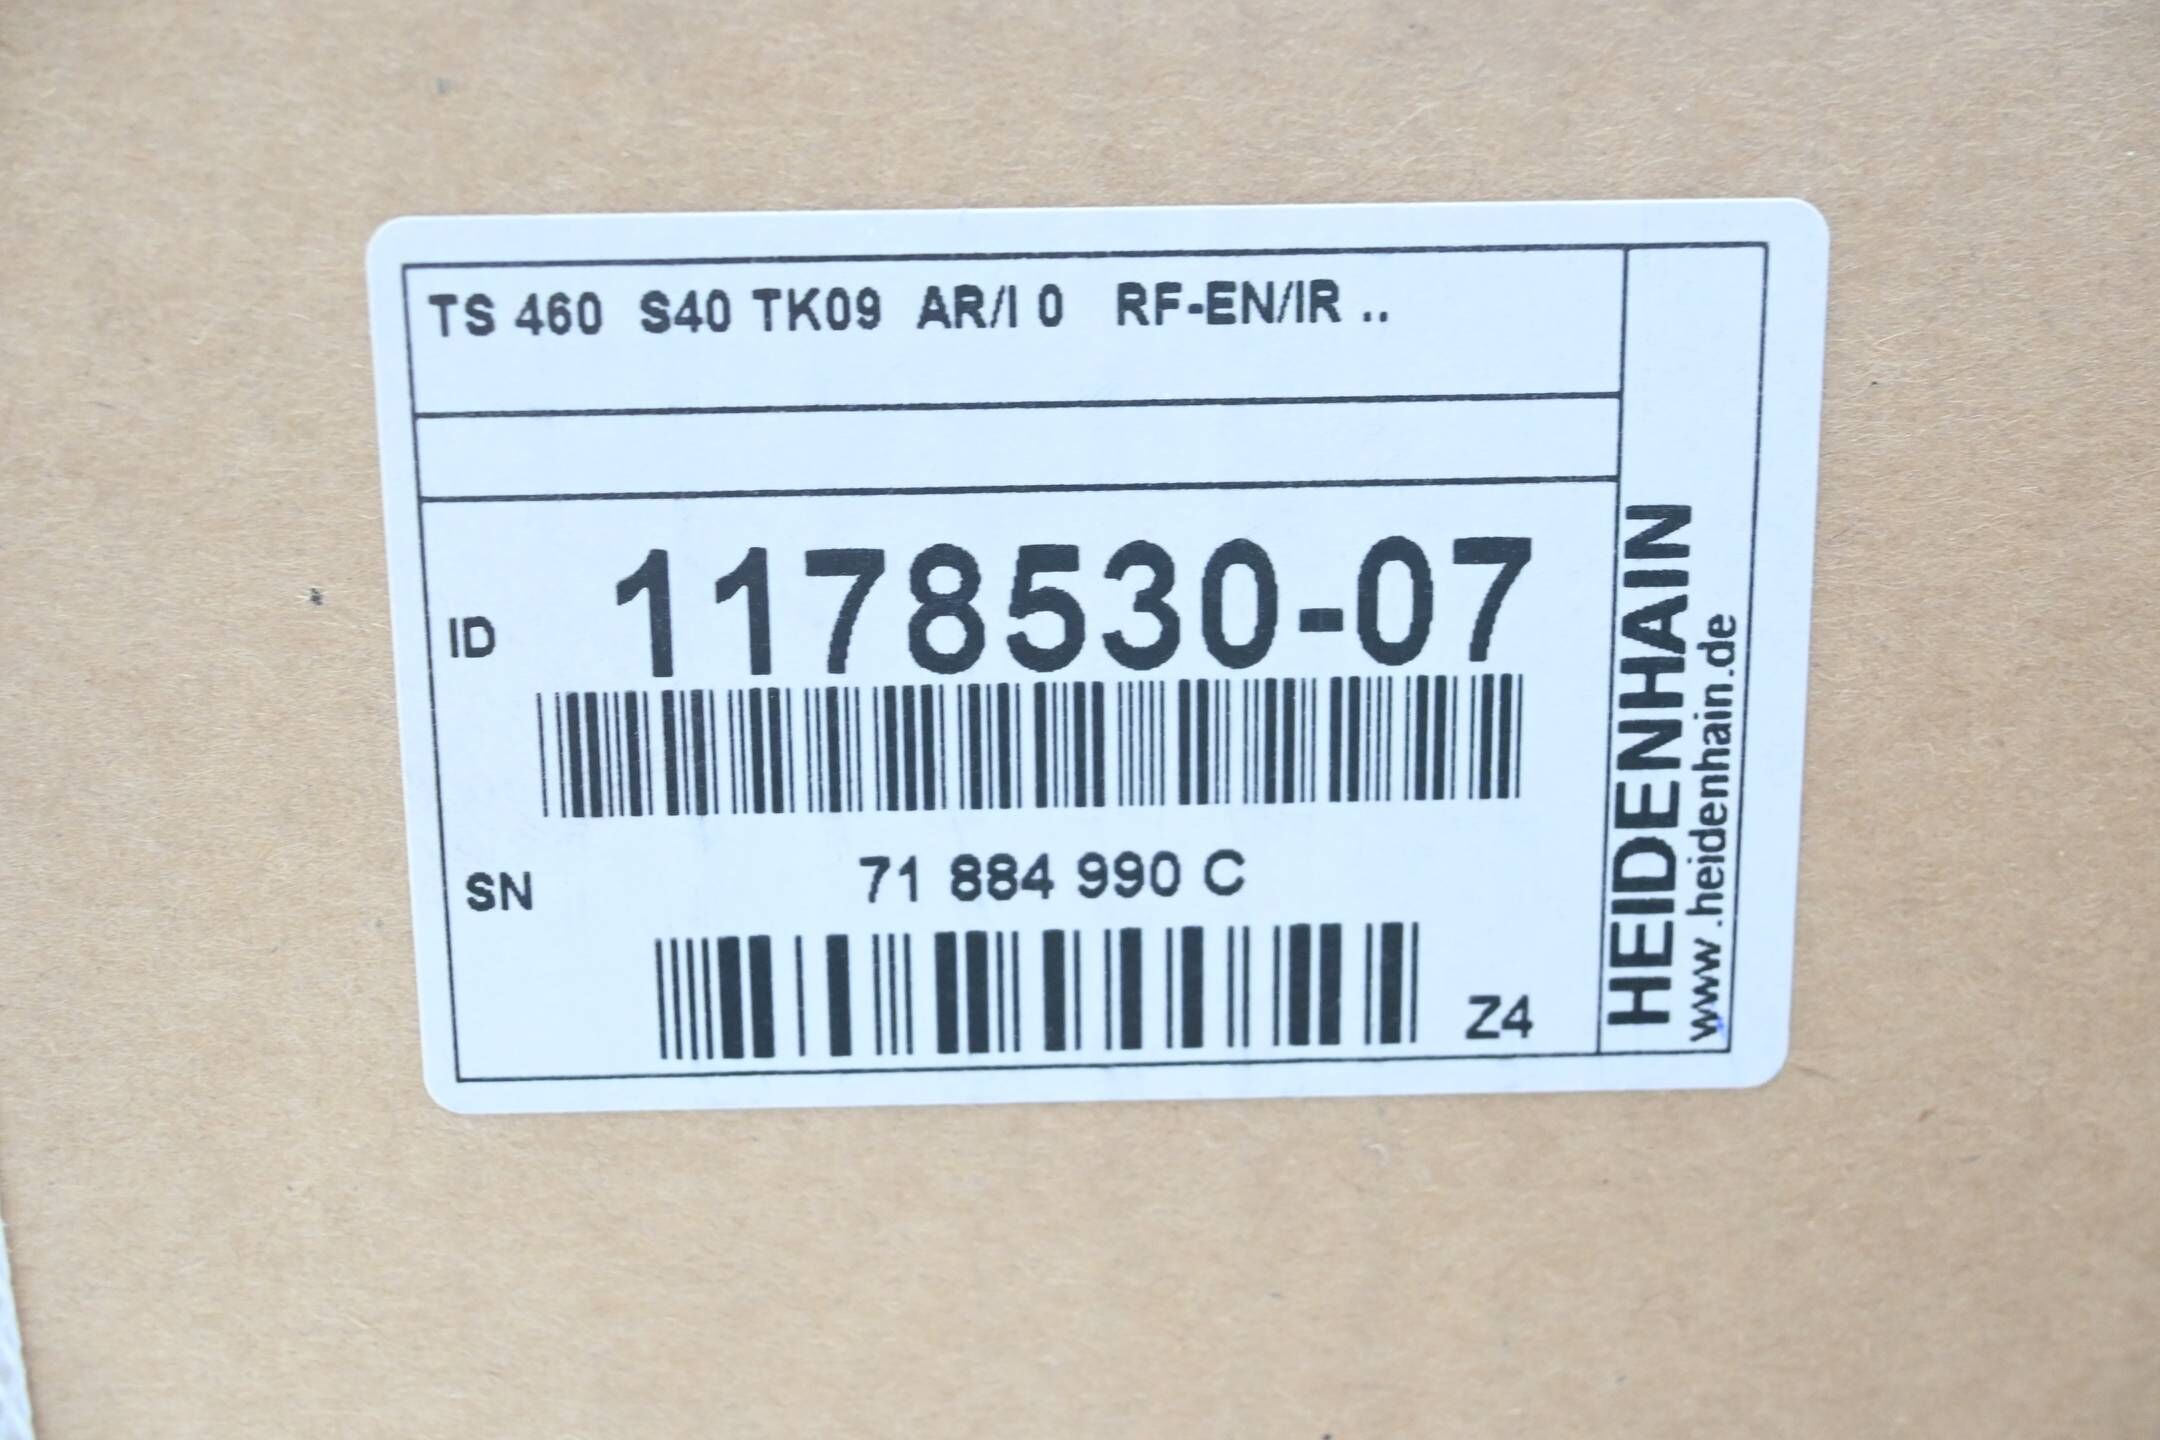 TS 460 S40 TK09 AR/I 0 RF-EN/IR ..
ID 1178530-07
SN 71 884 990 C
Z4
HEIDENHAIN
www.heidenhain.de